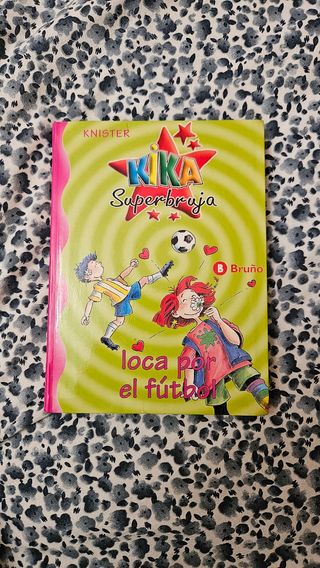 KNISTER
KIKA
Superbruja
B Bruño
loca por
el fútbol